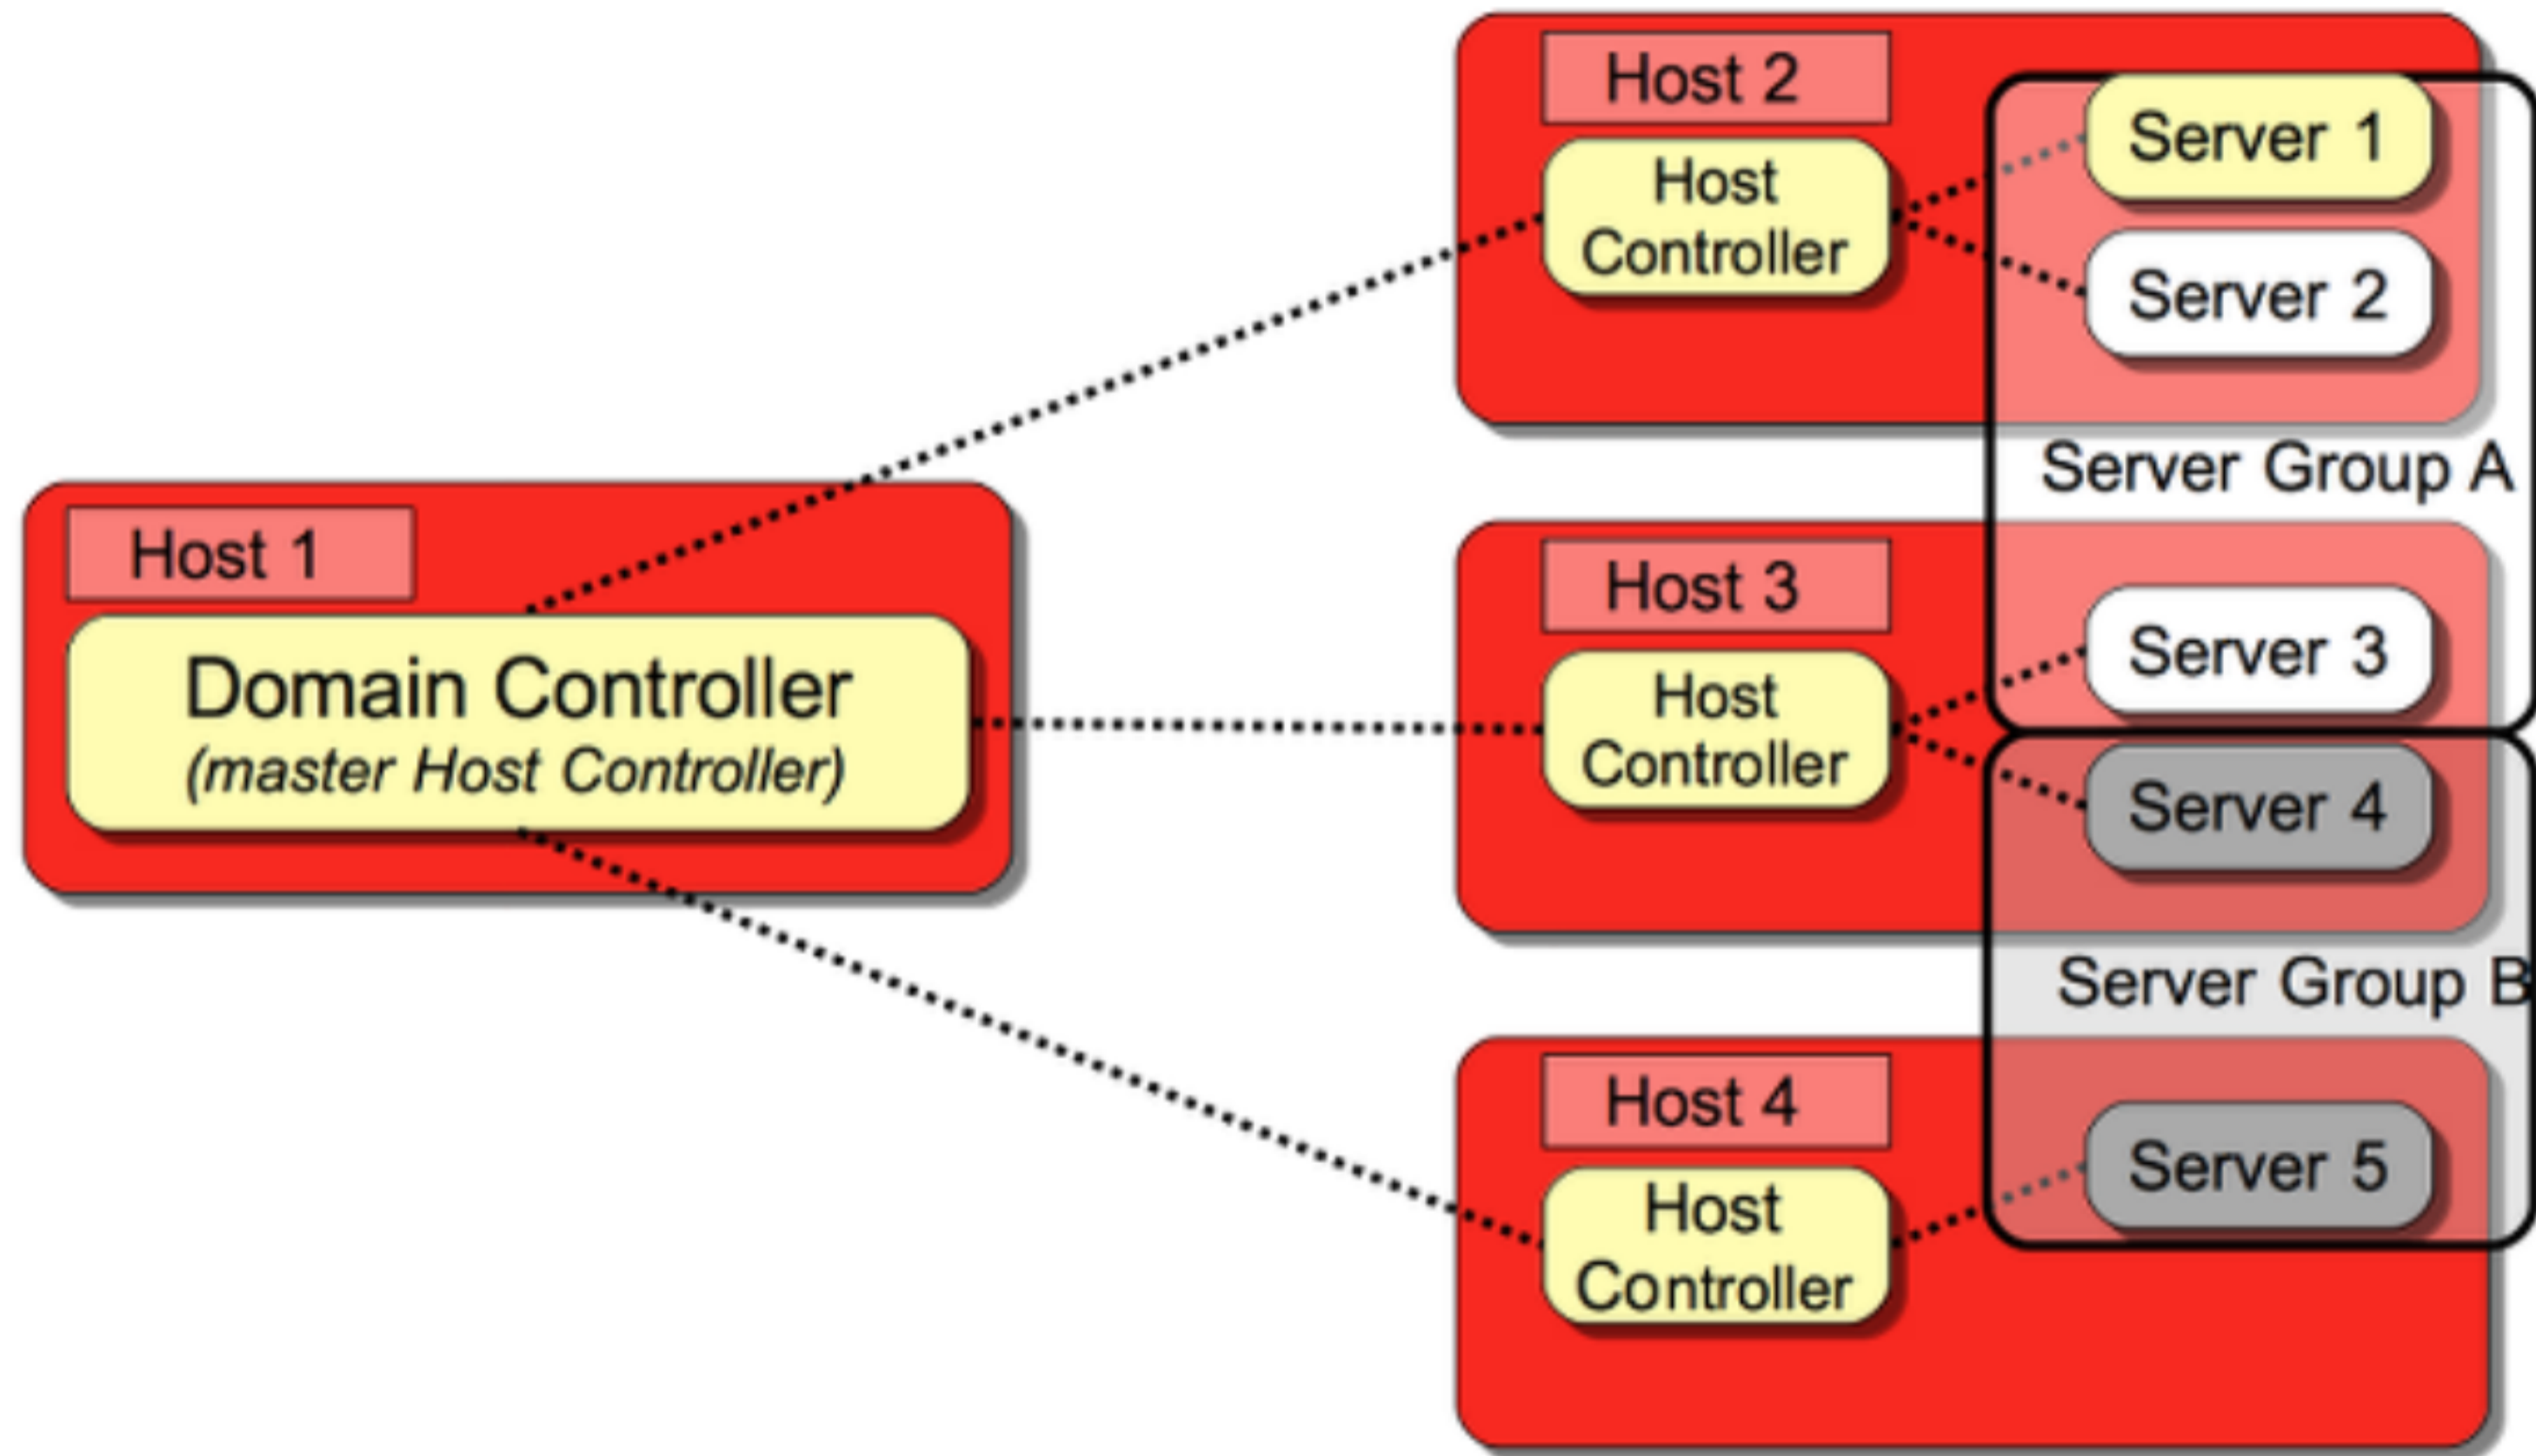 Host 1
Domain Controller
(master Host Controller)
Host 2
Host
Controller
Server 1
Server 2
Server Group A
Host 3
Host
Controller
Server 3
Server 4
Server Group B
Host 4
Host
Controller
Server 5